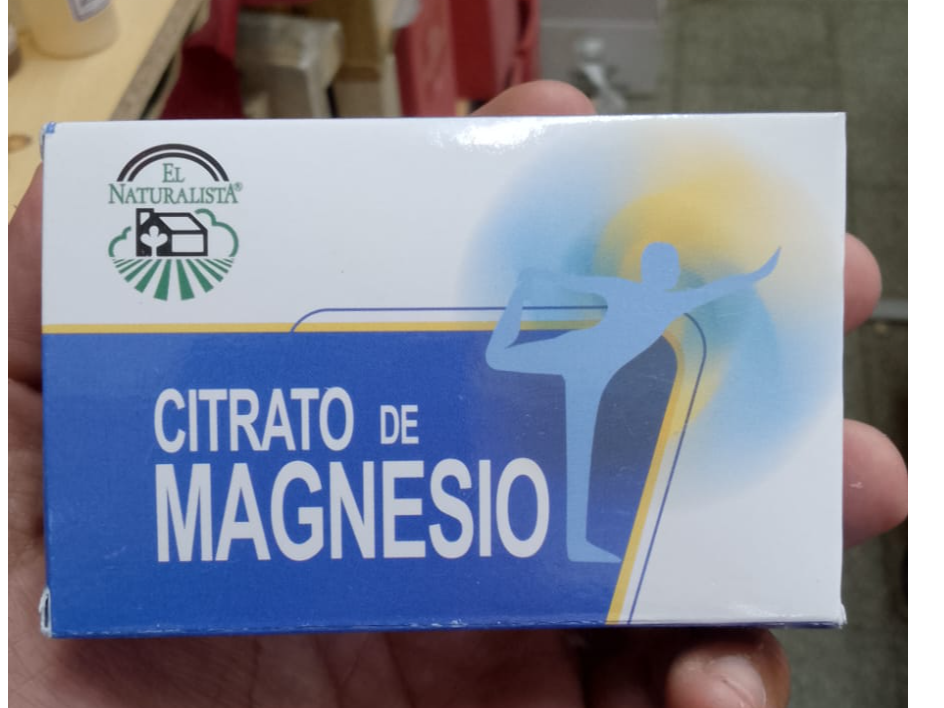 EL
NATURALISTA®
CITRATO DE
MAGNESIO